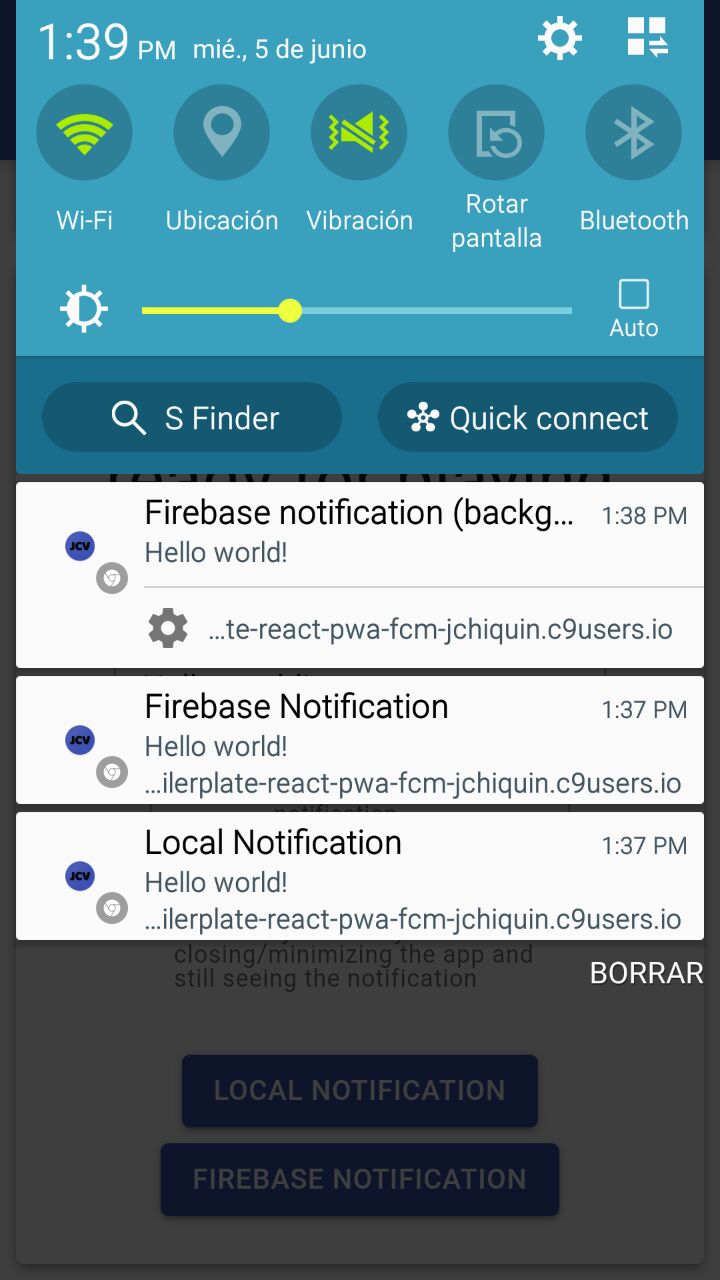 1:39 PM mié., 5 de junio
Wi-Fi
Ubicación
Vibración
Rotar
pantalla
Bluetooth
Auto
S Finder
Quick connect
ready for playing
Firebase notification (backg... 1:38 PM
JCV
Hello world!
...te-react-pwa-fcm-jchiquin.c9users.io
Firebase Notification 1:37 PM
JCV
Hello world!
...ilerplate-react-pwa-fcm-jchiquin.c9users.io
notification
Local Notification 1:37 PM
JCV
Hello world!
...ilerplate-react-pwa-fcm-jchiquin.c9users.io
closing/minimizing the app and
still seeing the notification
BORRAR
LOCAL NOTIFICATION
FIREBASE NOTIFICATION